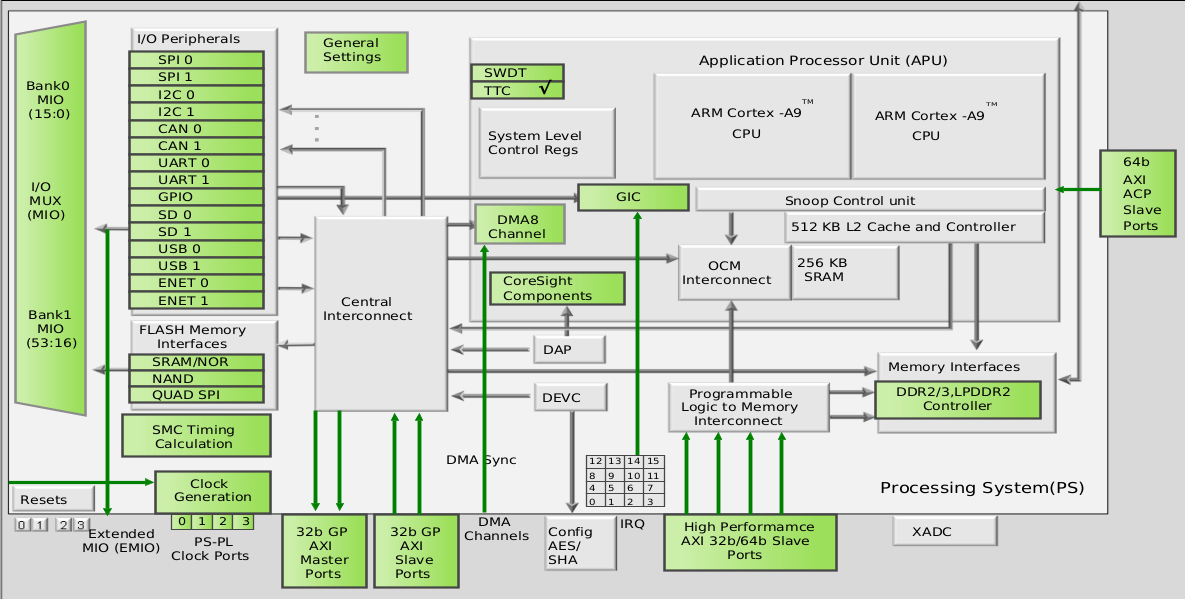 I/O Peripherals
SPI 0
SPI 1
I2C 0
I2C 1
CAN 0
CAN 1
UART 0
UART 1
GPIO
SD 0
SD 1
USB 0
USB 1
ENET 0
ENET 1
Bank0
MIO
(15:0)
I/O
MUX
(MIO)
Bank1
MIO
(53:16)
FLASH Memory
Interfaces
SRAM/NOR
NAND
QUAD SPI
SMC Timing
Calculation
General
Settings
Central
Interconnect
Application Processor Unit (APU)
SWDT
TTC √
System Level
Control Regs
ARM Cortex -A9™
CPU
ARM Cortex -A9™
CPU
GIC
Snoop Control unit
512 KB L2 Cache and Controller
DMA8
Channel
OCM
Interconnect
256 KB
SRAM
CoreSight
Components
DAP
DEVC
64b
AXI
ACP
Slave
Ports
Memory Interfaces
DDR2/3,LPDDR2
Controller
Programmable
Logic to Memory
Interconnect
DMA Sync
12 13 14 15
8 9 10 11
4 5 6 7
0 1 2 3
IRQ
Processing System(PS)
Resets
0 1 2 3
Clock
Generation
0 1 2 3
PS-PL
Clock Ports
Extended
MIO (EMIO)
32b GP
AXI
Master
Ports
32b GP
AXI
Slave
Ports
DMA
Channels
Config
AES/
SHA
High Performamce
AXI 32b/64b Slave
Ports
XADC